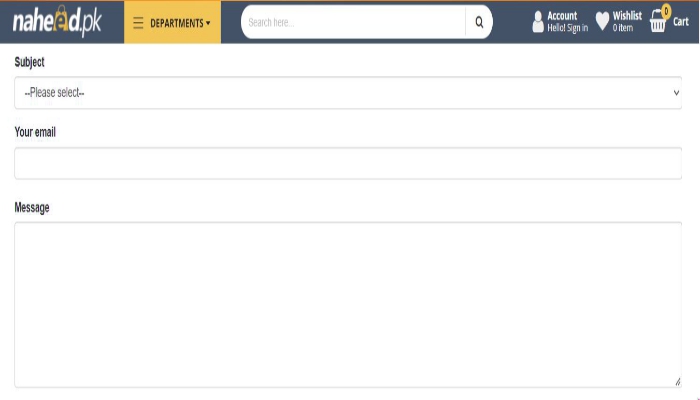 naheed.pk
DEPARTMENTS
Search here...
Account
Hello! Sign in
Wishlist
0 item
0
Cart
Subject
--Please select--
Your email
Message